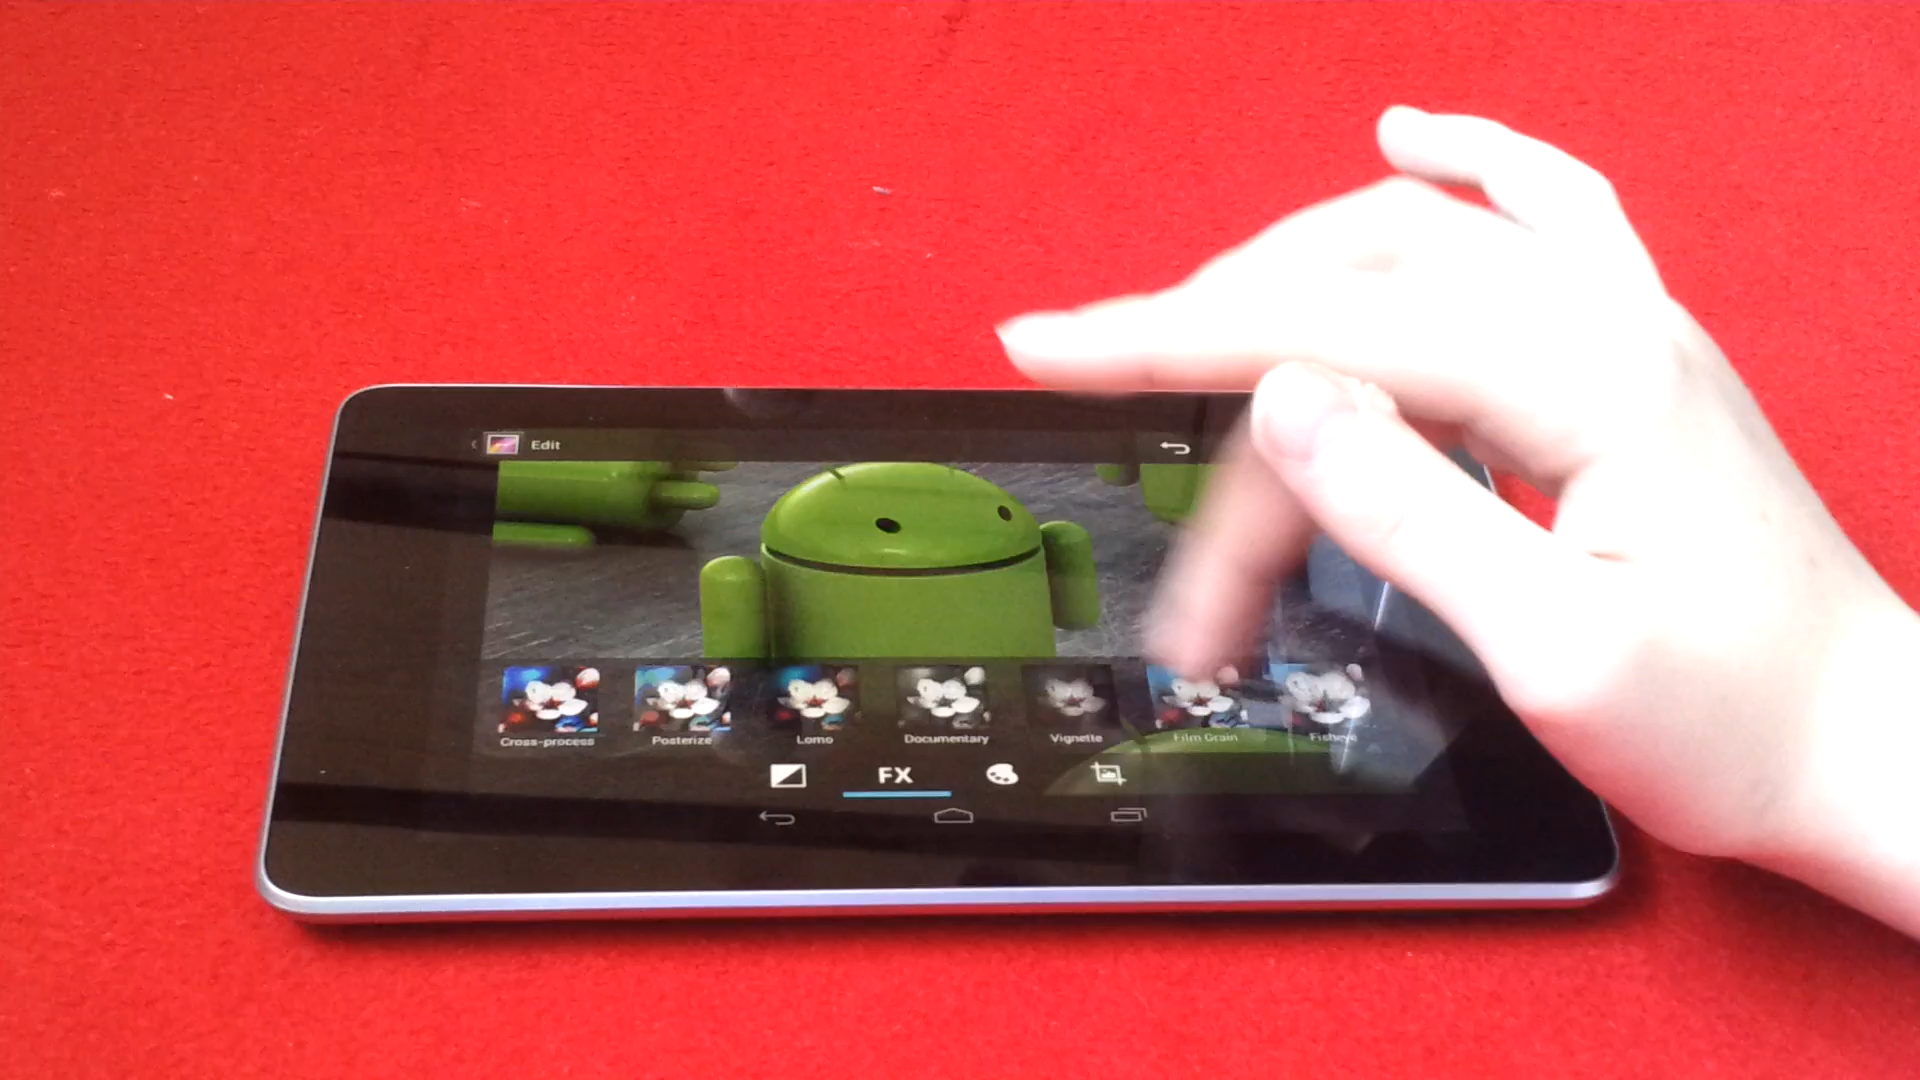 Edit
Cross-process Posterize Lomo Documentary Vignette Film Grain Fisheye
FX